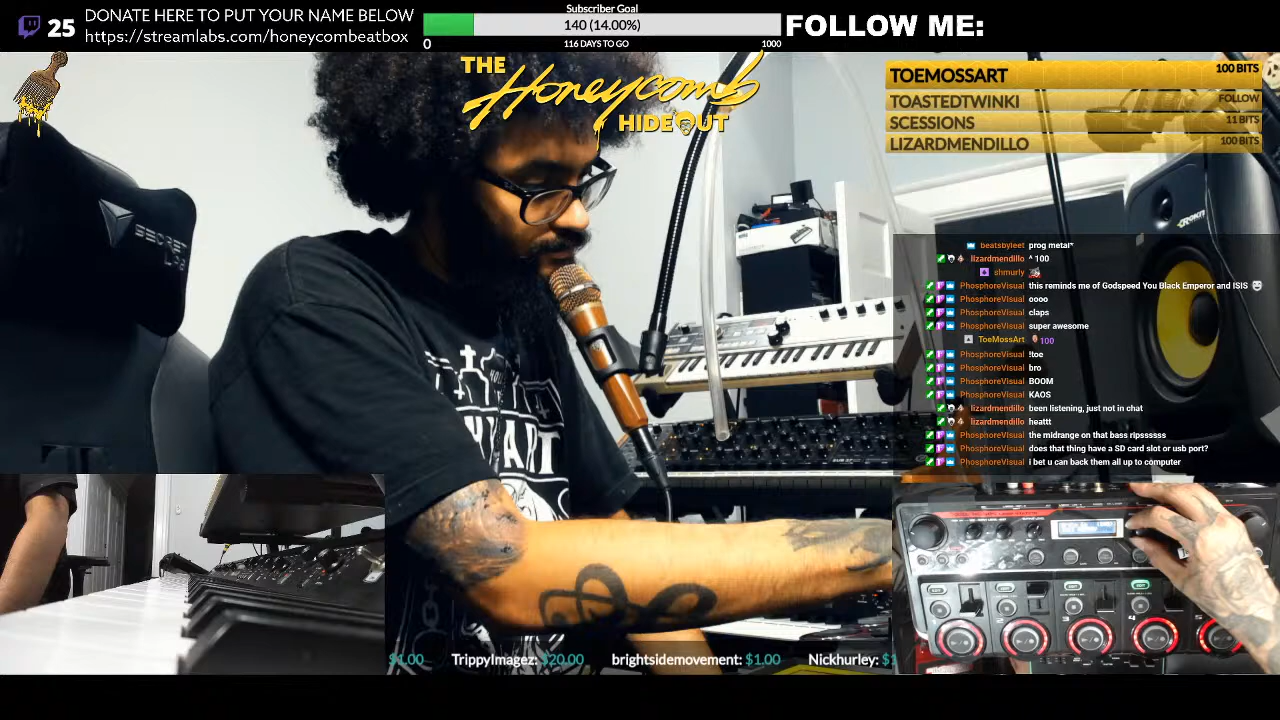 25
DONATE HERE TO PUT YOUR NAME BELOW
https://streamlabs.com/honeycombeatbox
Subscriber Goal
140 (14.00%)
0
116 DAYS TO GO
1000
FOLLOW ME:
THE
Honeycomb
HIDEOUT
TOEMOSSART 100 BITS
TOASTEDTWINKI FOLLOW
SCESSIONS 11 BITS
LIZARDMENDILLO 100 BITS
SECRET
ROKIT
beatsbyleet prog metal*
lizardmendillo ^ 100
shmurly
PhosphoreVisual this reminds me of Godspeed You Black Emperor and ISIS
PhosphoreVisual oooo
PhosphoreVisual claps
PhosphoreVisual super awesome
ToeMossArt 100
PhosphoreVisual !toe
PhosphoreVisual bro
PhosphoreVisual BOOM
PhosphoreVisual KAOS
lizardmendillo been listening, just not in chat
lizardmendillo heattt
PhosphoreVisual the midrange on that bass ripssssss
PhosphoreVisual does that thing have a SD card slot or usb port?
PhosphoreVisual i bet u can back them all up to computer
$1.00 TrippyImagez: $20.00 brightsidemovement: $1.00 Nickhurley: $1